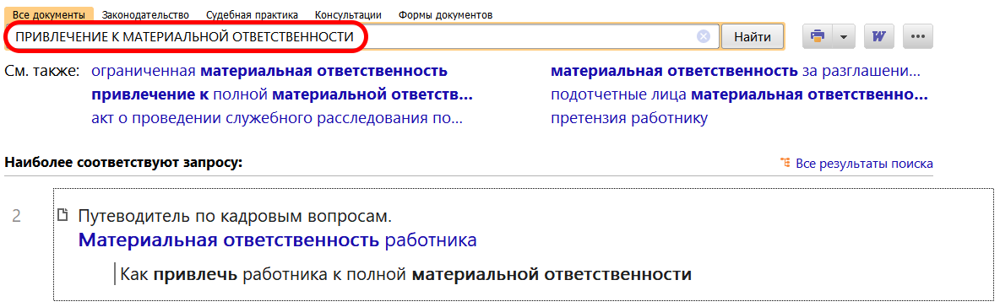 Все документы Законодательство Судебная практика Консультации Формы документов
ПРИВЛЕЧЕНИЕ К МАТЕРИАЛЬНОЙ ОТВЕТСТВЕННОСТИ Найти W
См. также: ограниченная материальная ответственность материальная ответственность за разглашени...
привлечение к полной материальной ответств... подотчетные лица материальная ответственно...
акт о проведении служебного расследования по... претензия работнику
Наиболее соответствуют запросу: Все результаты поиска
2 Путеводитель по кадровым вопросам.
Материальная ответственность работника
Как привлечь работника к полной материальной ответственности